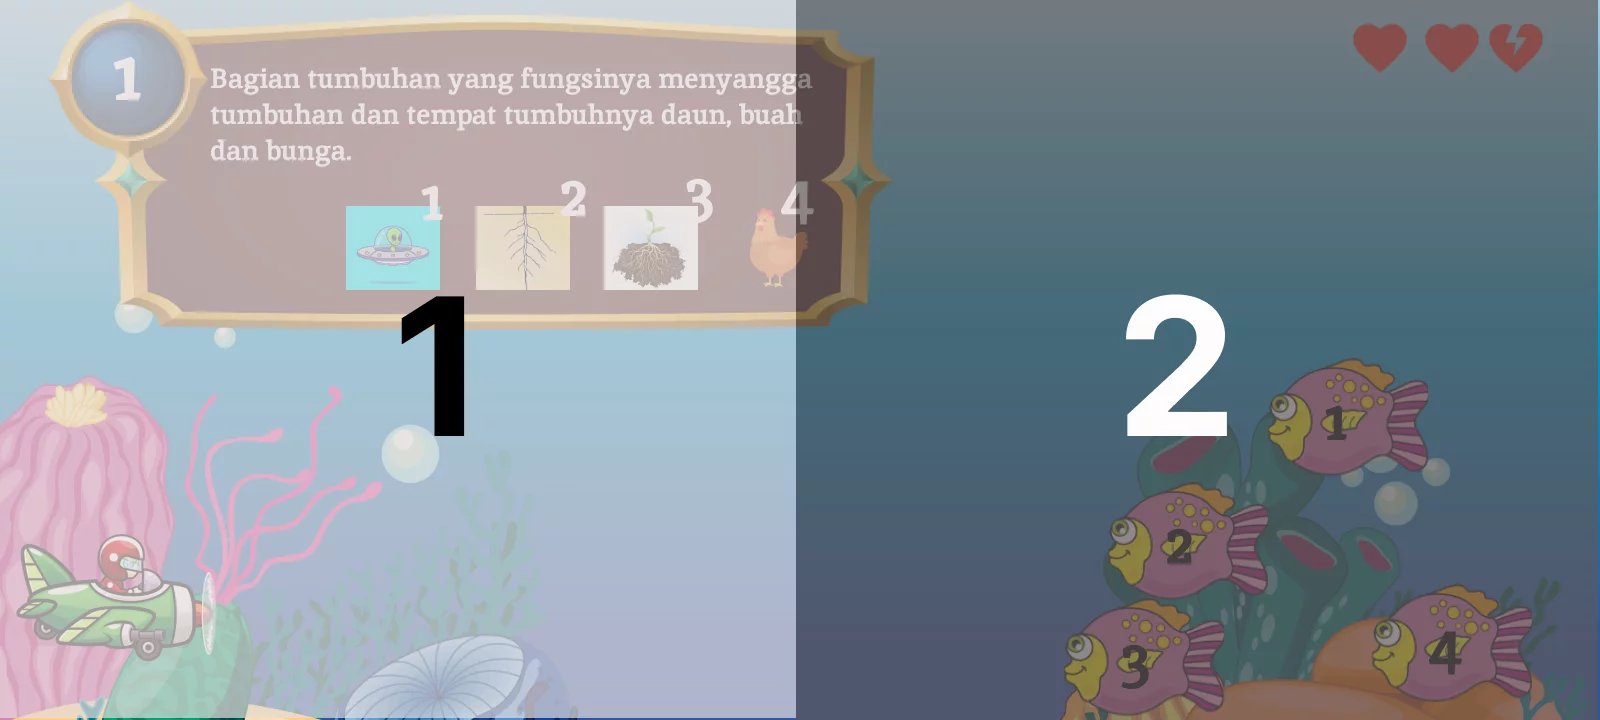 1
Bagian tumbuhan yang fungsinya menyangga
tumbuhan dan tempat tumbuhnya daun, buah
dan bunga.
1 2 3 4
1 2
1
2
3
4